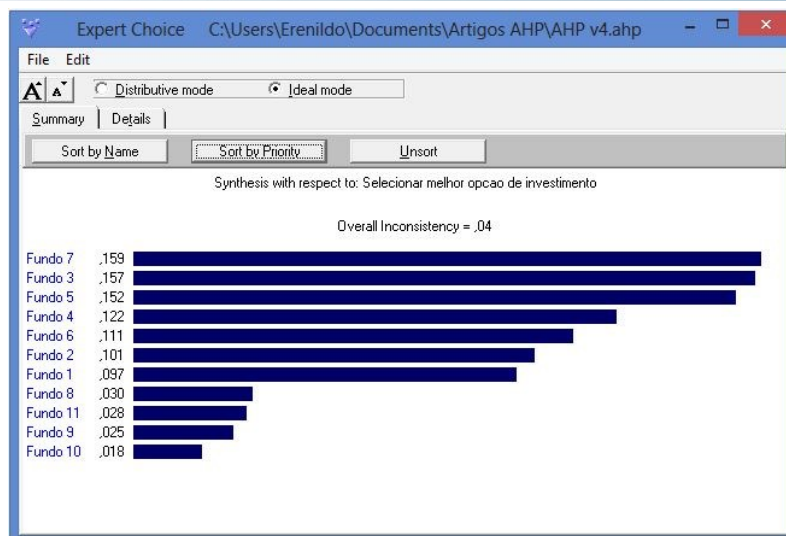 Expert Choice C:\Users\Erenildo\Documents\Artigos AHP\AHP v4.ahp
File Edit
A A Distributive mode Ideal mode
Summary Details
Sort by Name Sort by Priority Unsort
Synthesis with respect to: Selecionar melhor opcao de investimento
Overall Inconsistency = ,04
Fundo 7 ,159
Fundo 3 ,157
Fundo 5 ,152
Fundo 4 ,122
Fundo 6 ,111
Fundo 2 ,101
Fundo 1 ,097
Fundo 8 ,030
Fundo 11 ,028
Fundo 9 ,025
Fundo 10 ,018